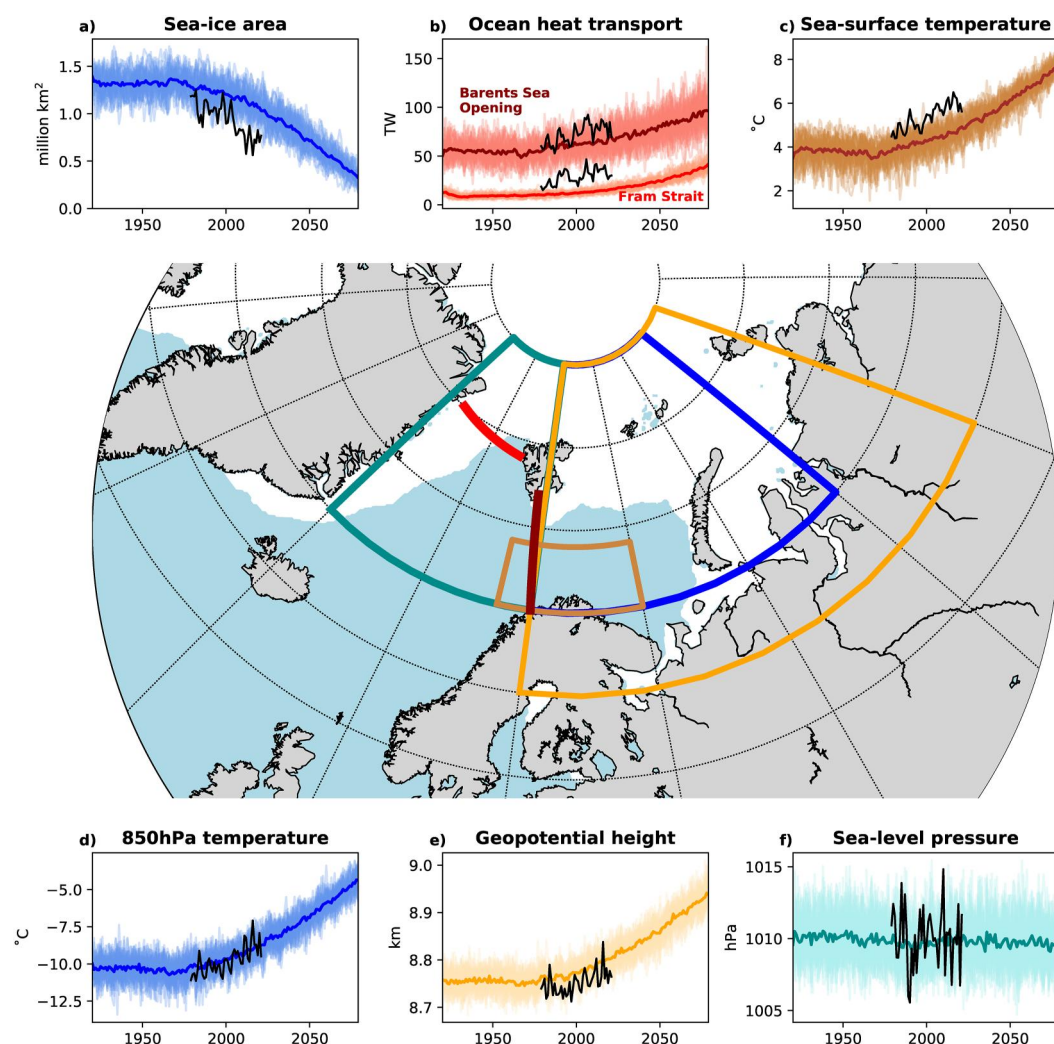 a) Sea-ice area
million km²
1.5
1.0
0.5
0.0
1950 2000 2050
b) Ocean heat transport
TW
150
100
50
0
Barents Sea
Opening
Fram Strait
1950 2000 2050
c) Sea-surface temperature
°C
8
6
4
2
1950 2000 2050
d) 850hPa temperature
°C
−5.0
−7.5
−10.0
−12.5
1950 2000 2050
e) Geopotential height
km
9.0
8.9
8.8
8.7
1950 2000 2050
f) Sea-level pressure
hPa
1015
1010
1005
1950 2000 2050